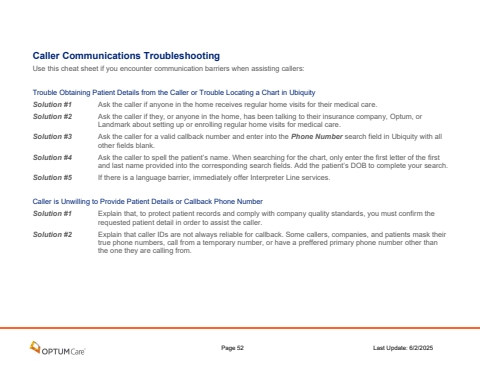 Caller Communications Troubleshooting
Use this cheat sheet if you encounter communication barriers when assisting callers:
Trouble Obtaining Patient Details from the Caller or Trouble Locating a Chart in Ubiquity
Solution #1 Ask the caller if anyone in the home receives regular home visits for their medical care.
Solution #2 Ask the caller if they, or anyone in the home, has been talking to their insurance company, Optum, or
Landmark about setting up or enrolling regular home visits for medical care.
Solution #3 Ask the caller for a valid callback number and enter into the Phone Number search field in Ubiquity with all
other fields blank.
Solution #4 Ask the caller to spell the patient's name. When searching for the chart, only enter the first letter of the first
and last name provided into the corresponding search fields. Add the patient's DOB to complete your search.
Solution #5 If there is a language barrier, immediately offer Interpreter Line services.
Caller is Unwilling to Provide Patient Details or Callback Phone Number
Solution #1 Explain that, to protect patient records and comply with company quality standards, you must confirm the
requested patient detail in order to assist the caller.
Solution #2 Explain that caller IDs are not always reliable for callback. Some callers, companies, and patients mask their
true phone numbers, call from a temporary number, or have a preffered primary phone number other than
the one they are calling from.
OPTUM Care Page 52 Last Update: 6/2/2025